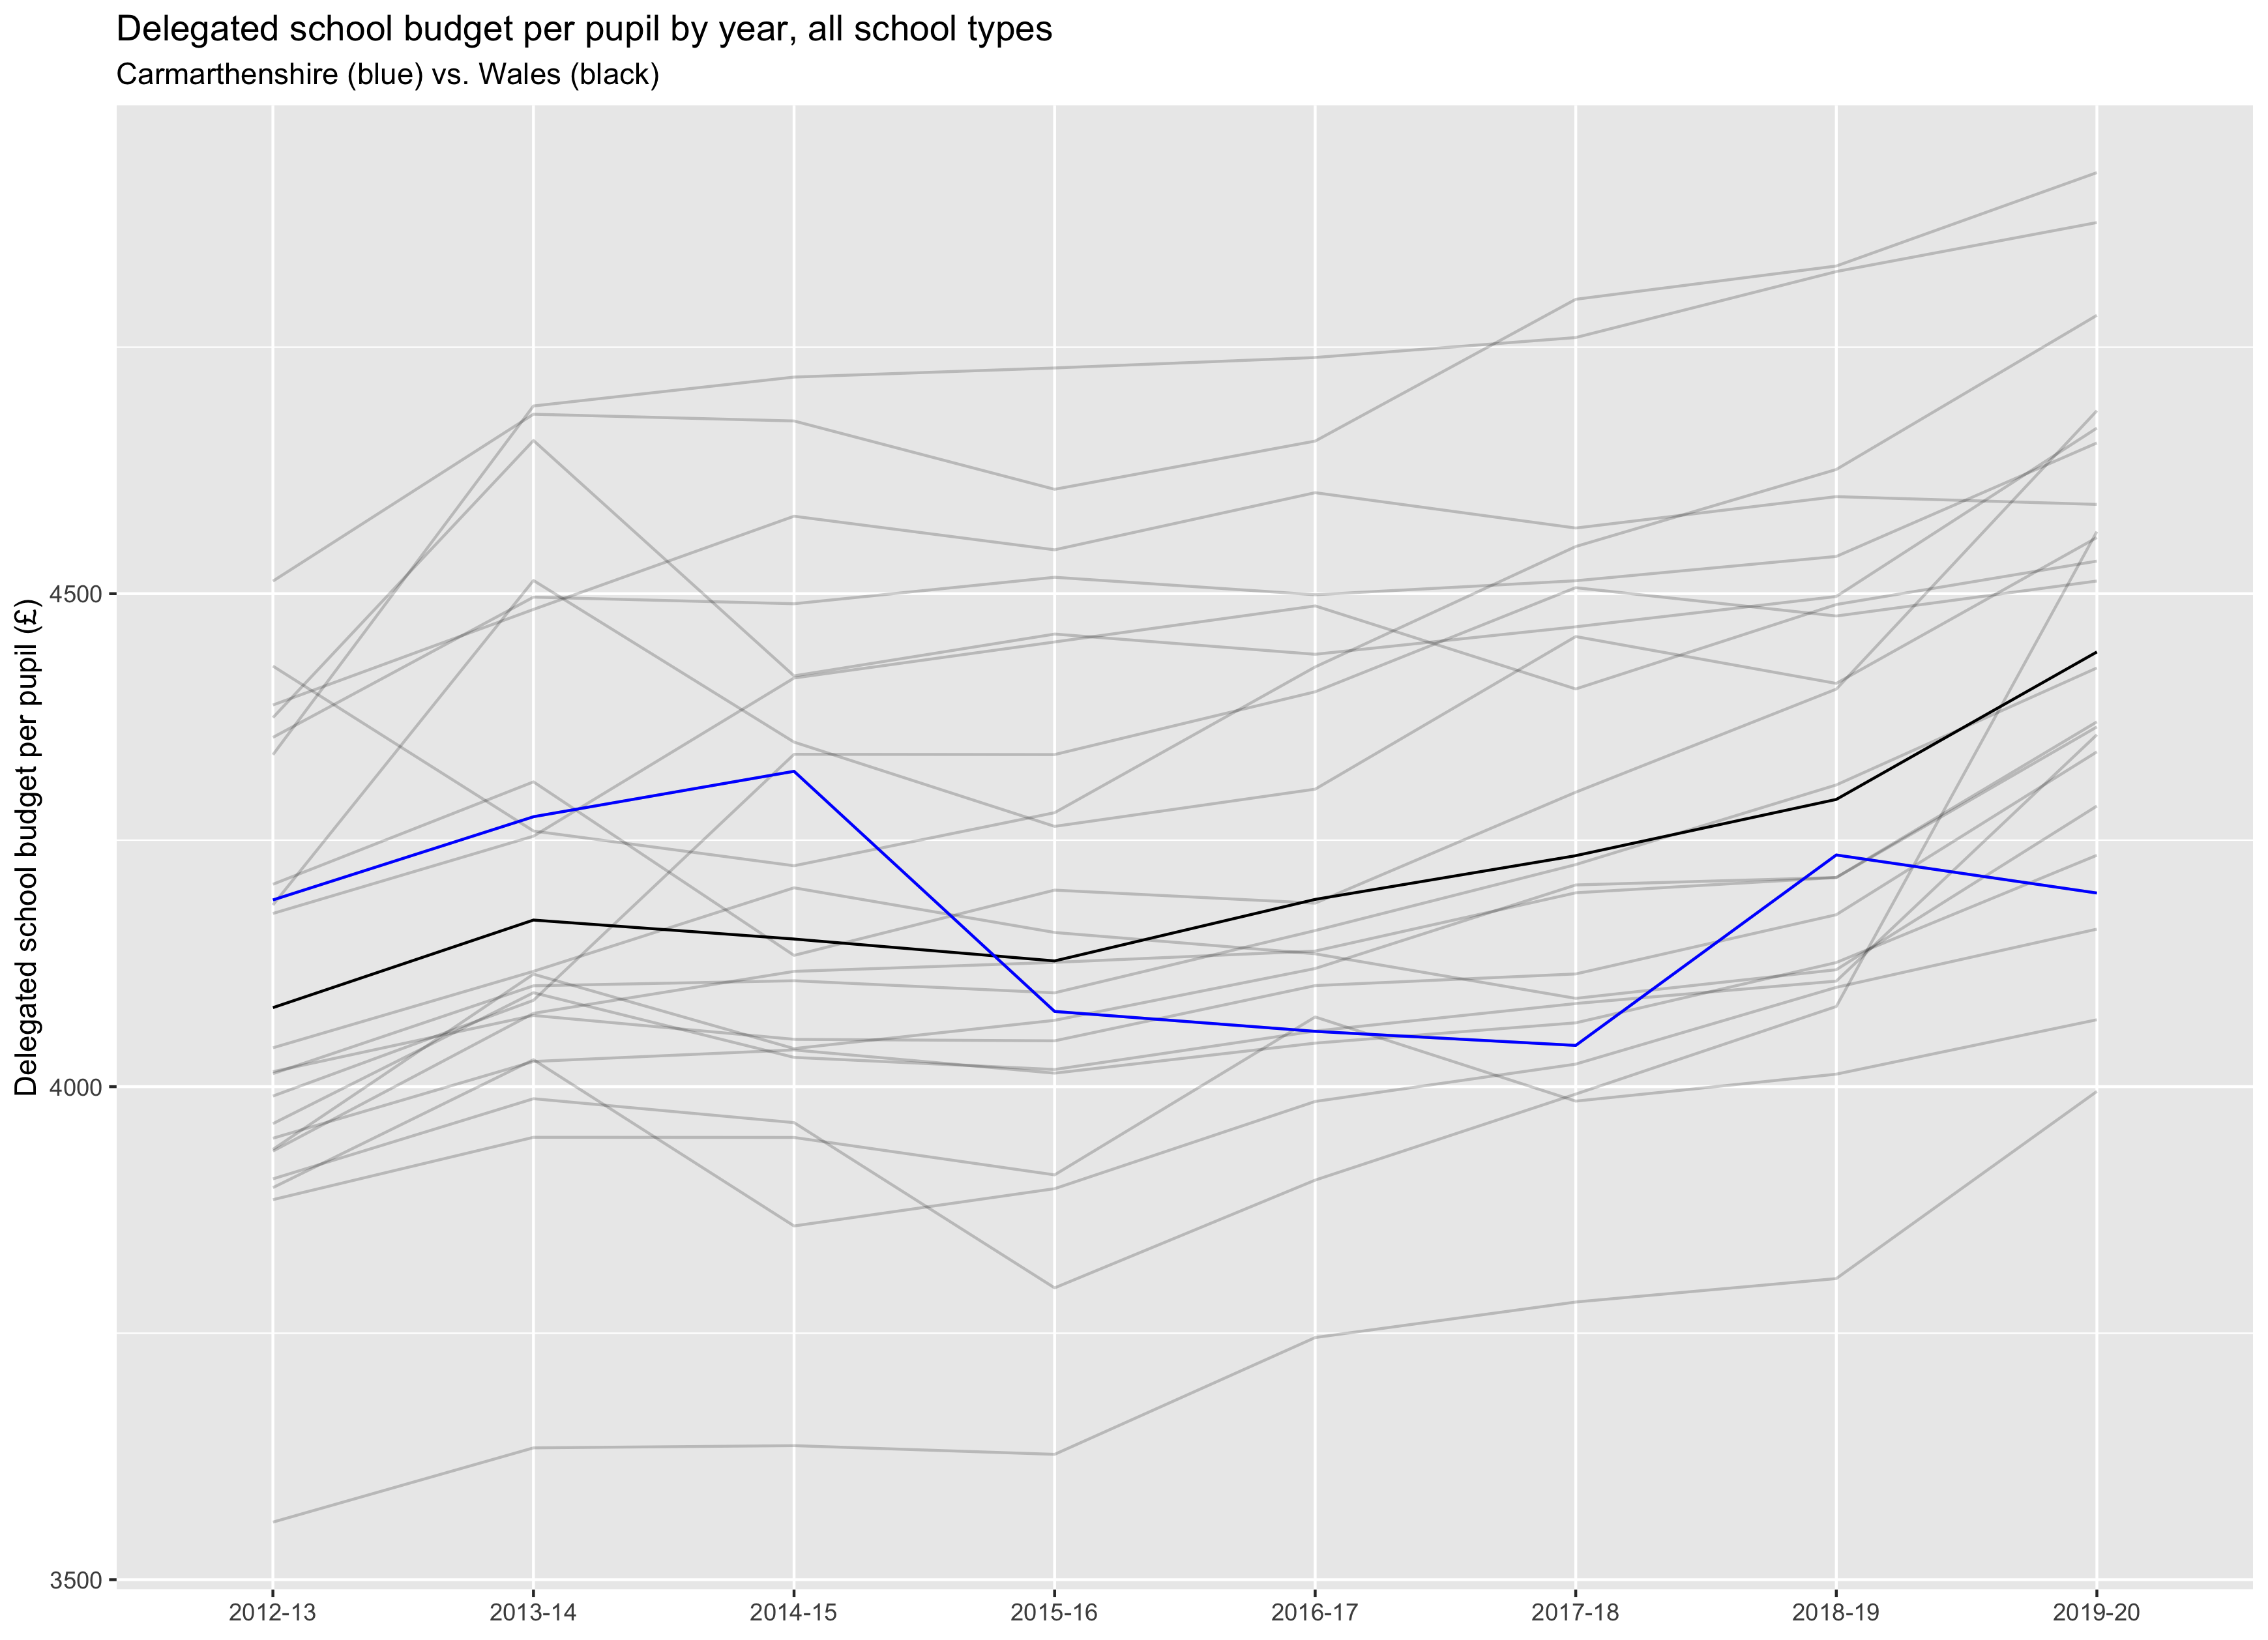 Delegated school budget per pupil by year, all school types
Carmarthenshire (blue) vs. Wales (black)
Delegated school budget per pupil (£)
4500
4000
3500
2012-13 2013-14 2014-15 2015-16 2016-17 2017-18 2018-19 2019-20